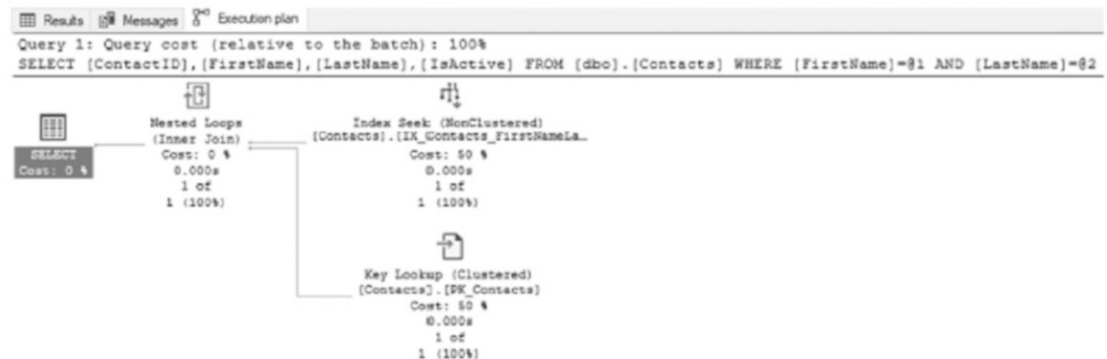 Results Messages Execution plan
Query 1: Query cost (relative to the batch): 100%
SELECT [ContactID],[FirstName],[LastName],[IsActive] FROM [dbo].[Contacts] WHERE [FirstName]=@1 AND [LastName]=@2
SELECT
Cost: 0 %
Nested Loops
(Inner Join)
Cost: 0 %
0.000s
1 of
1 (100%)
Index Seek (NonClustered)
[Contacts].[IX_Contacts_FirstNameLa…
Cost: 50 %
0.000s
1 of
1 (100%)
Key Lookup (Clustered)
[Contacts].[PK_Contacts]
Cost: 50 %
0.000s
1 of
1 (100%)